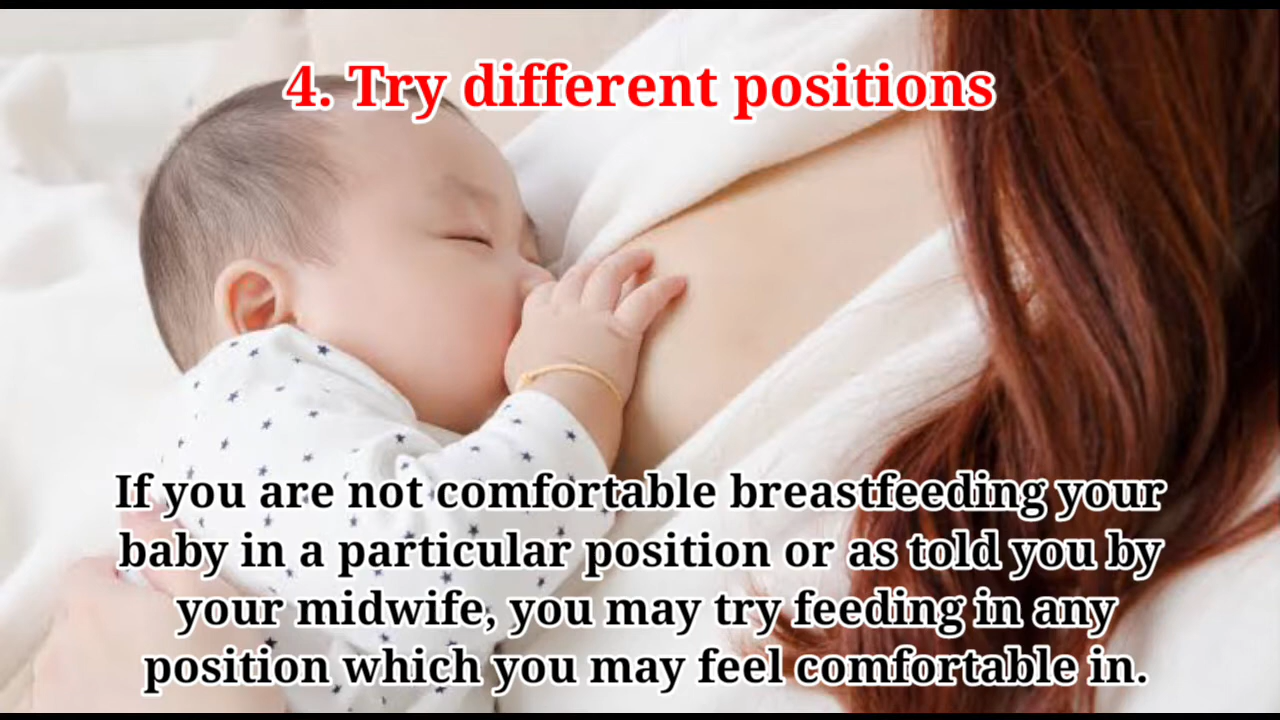 4. Try different positions
If you are not comfortable breastfeeding your
baby in a particular position or as told you by
your midwife, you may try feeding in any
position which you may feel comfortable in.